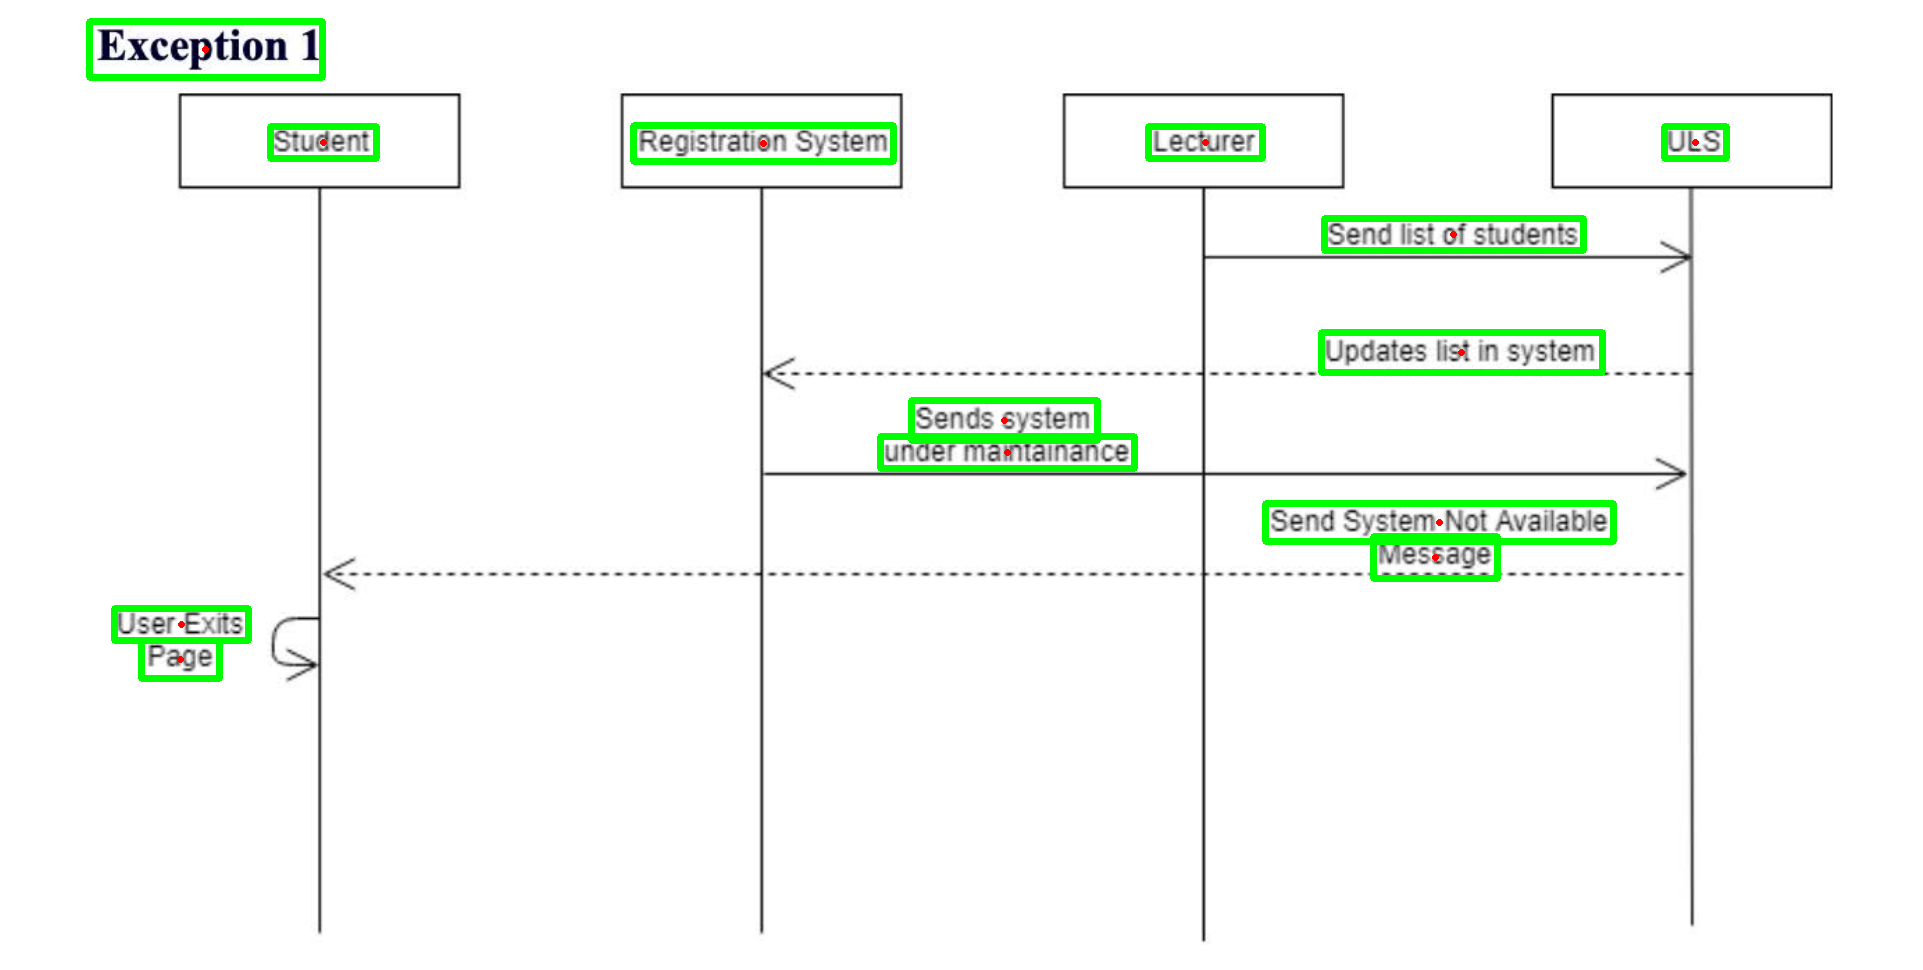 Exception 1
Student
Registration System
Lecturer
ULS
Send list of students
Updates list in system
Sends system
under maintainance
Send System Not Available
Message
User Exits
Page